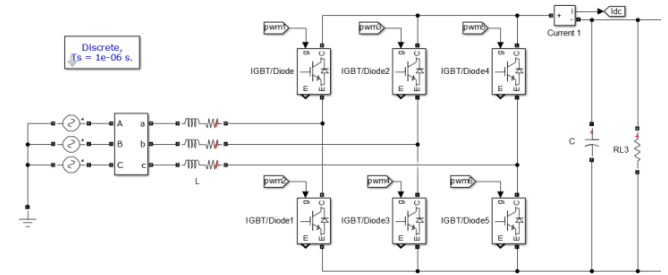 pwm1
pwm3
pwm5
i
Idc
+
-
Current 1
Discrete,
Ts = 1e-06 s.
g C
m E
IGBT/Diode
g C
m E
IGBT/Diode2
g C
m E
IGBT/Diode4
A a
B b
C c
L
C
RL3
pwm2
pwm4
pwm6
g C
m E
IGBT/Diode1
g C
m E
IGBT/Diode3
g C
m E
IGBT/Diode5